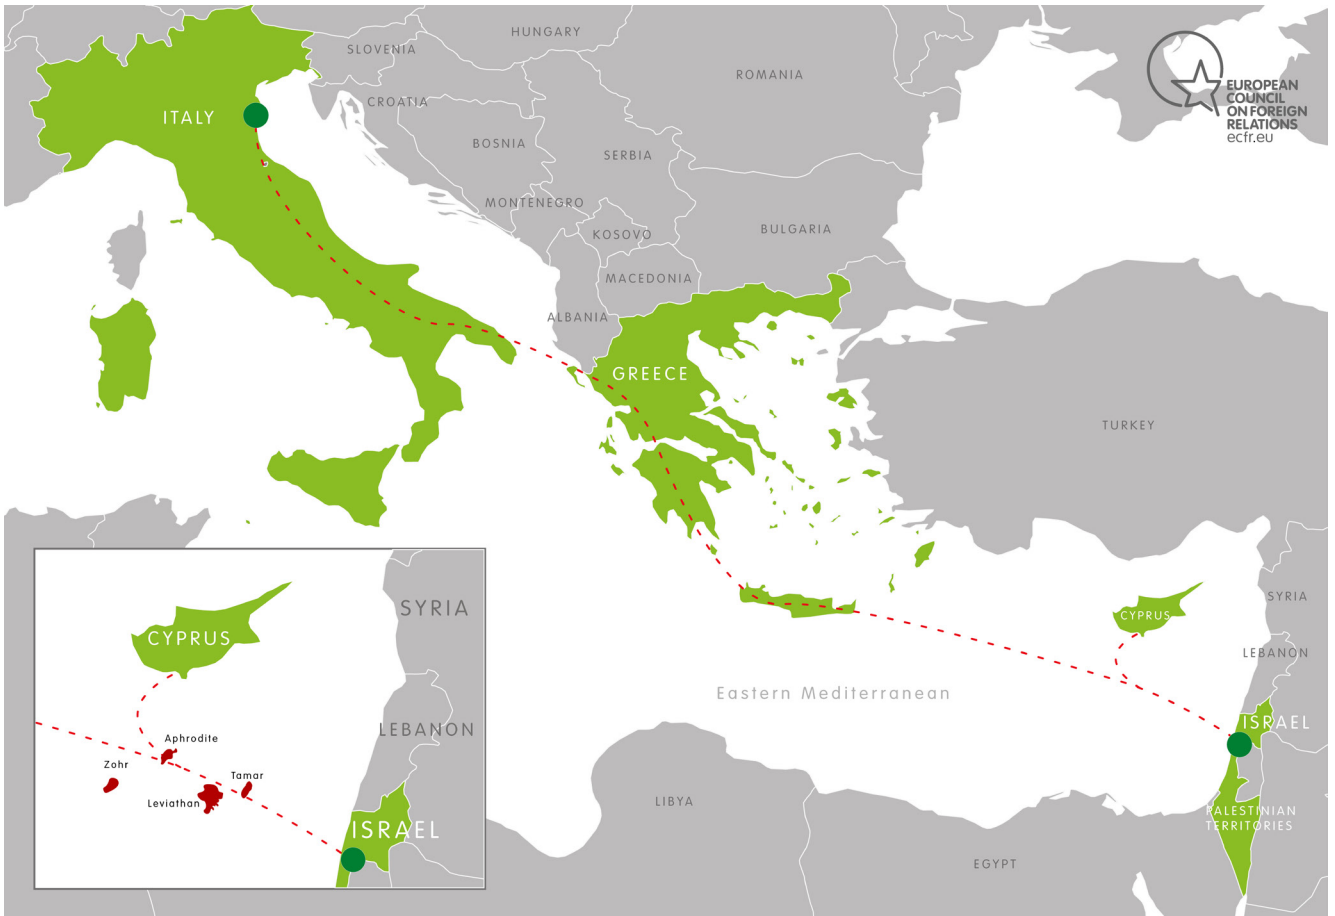 HUNGARY
SLOVENIA
ROMANIA
CROATIA
ITALY
BOSNIA
SERBIA
MONTENEGRO
KOSOVO
BULGARIA
MACEDONIA
ALBANIA
GREECE
TURKEY
EUROPEAN
COUNCIL
ON FOREIGN
RELATIONS
ecfr.eu
SYRIA
CYPRUS
LEBANON
Eastern Mediterranean
ISRAEL
LIBYA
PALESTINIAN
TERRITORIES
EGYPT
SYRIA
CYPRUS
LEBANON
Aphrodite
Zohr
Tamar
Leviathan
ISRAEL